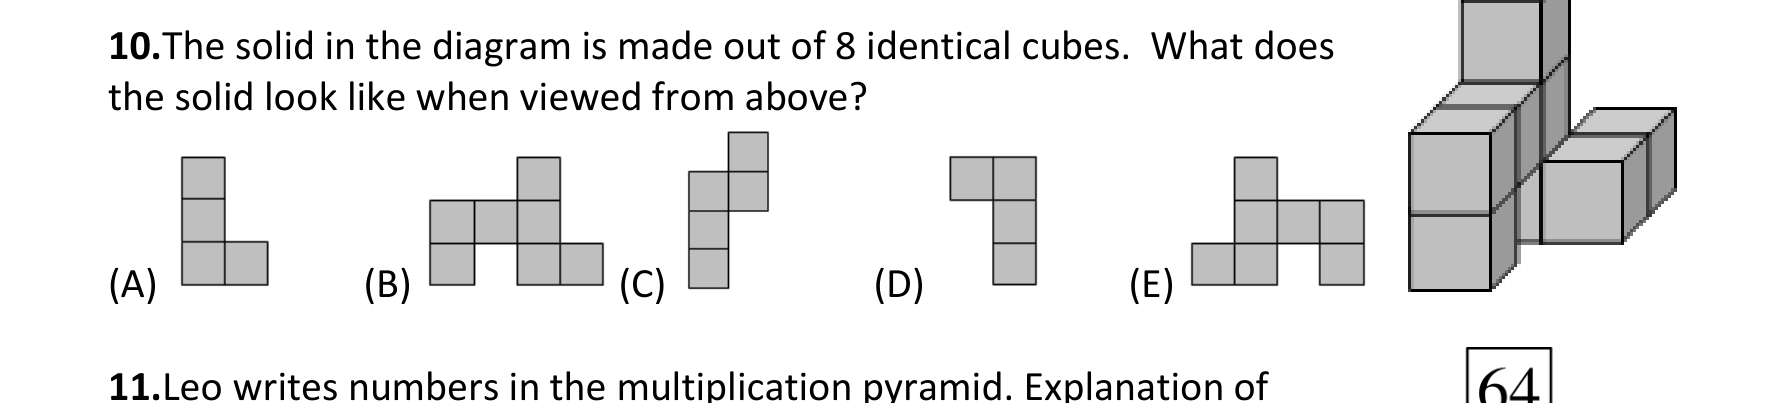 10.The solid in the diagram is made out of 8 identical cubes. What does
the solid look like when viewed from above?
(A) (B) (C) (D) (E)
11.Leo writes numbers in the multiplication pyramid. Explanation of
64